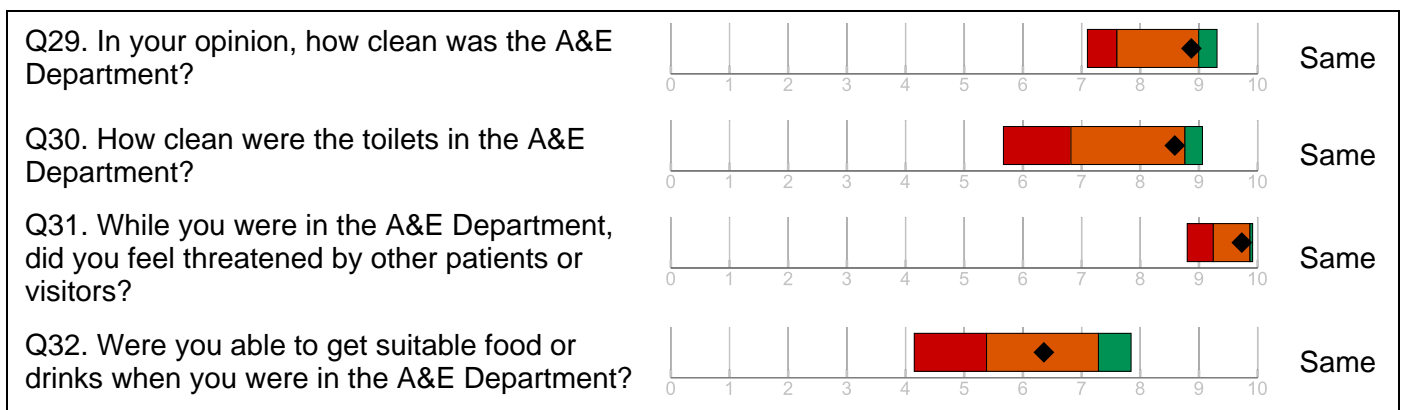 Q29. In your opinion, how clean was the A&E
Department?
Same
0 1 2 3 4 5 6 7 8 9 10
Q30. How clean were the toilets in the A&E
Department?
Same
0 1 2 3 4 5 6 7 8 9 10
Q31. While you were in the A&E Department,
did you feel threatened by other patients or
visitors?
Same
0 1 2 3 4 5 6 7 8 9 10
Q32. Were you able to get suitable food or
drinks when you were in the A&E Department?
Same
0 1 2 3 4 5 6 7 8 9 10